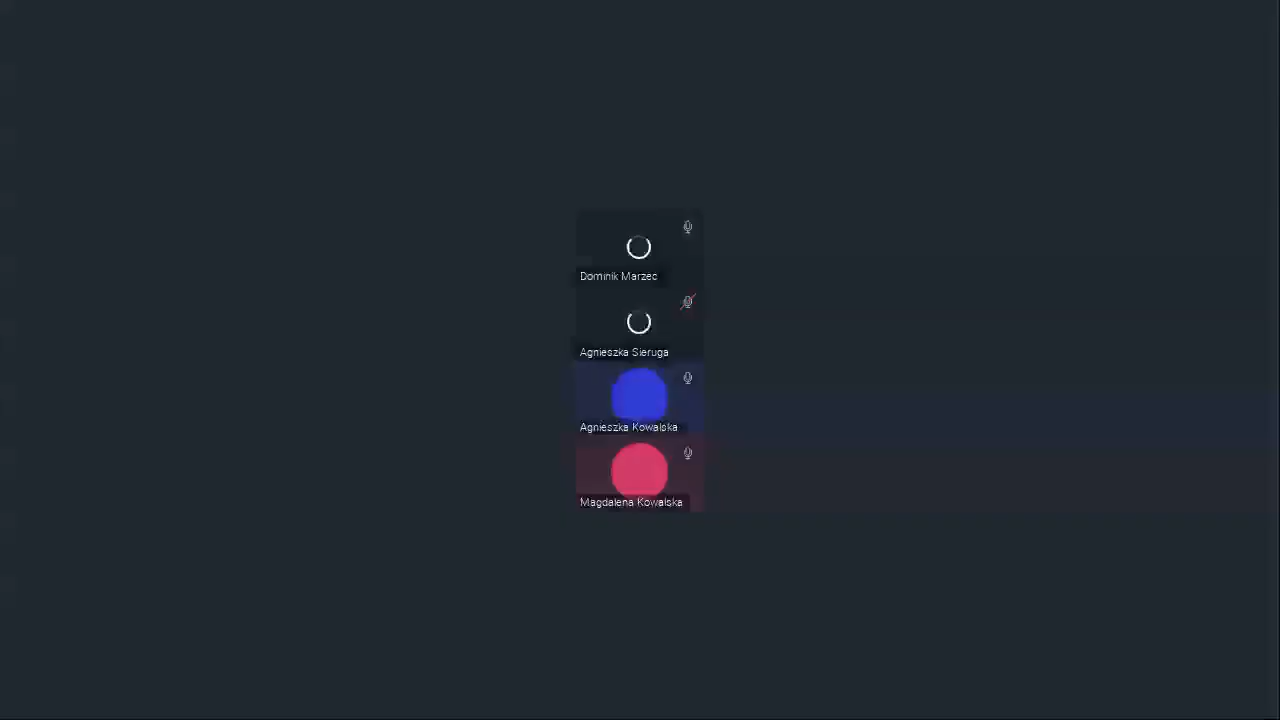 Dominik Marzec
Agnieszka Sieruga
Agnieszka Kowalska
Magdalena Kowalska